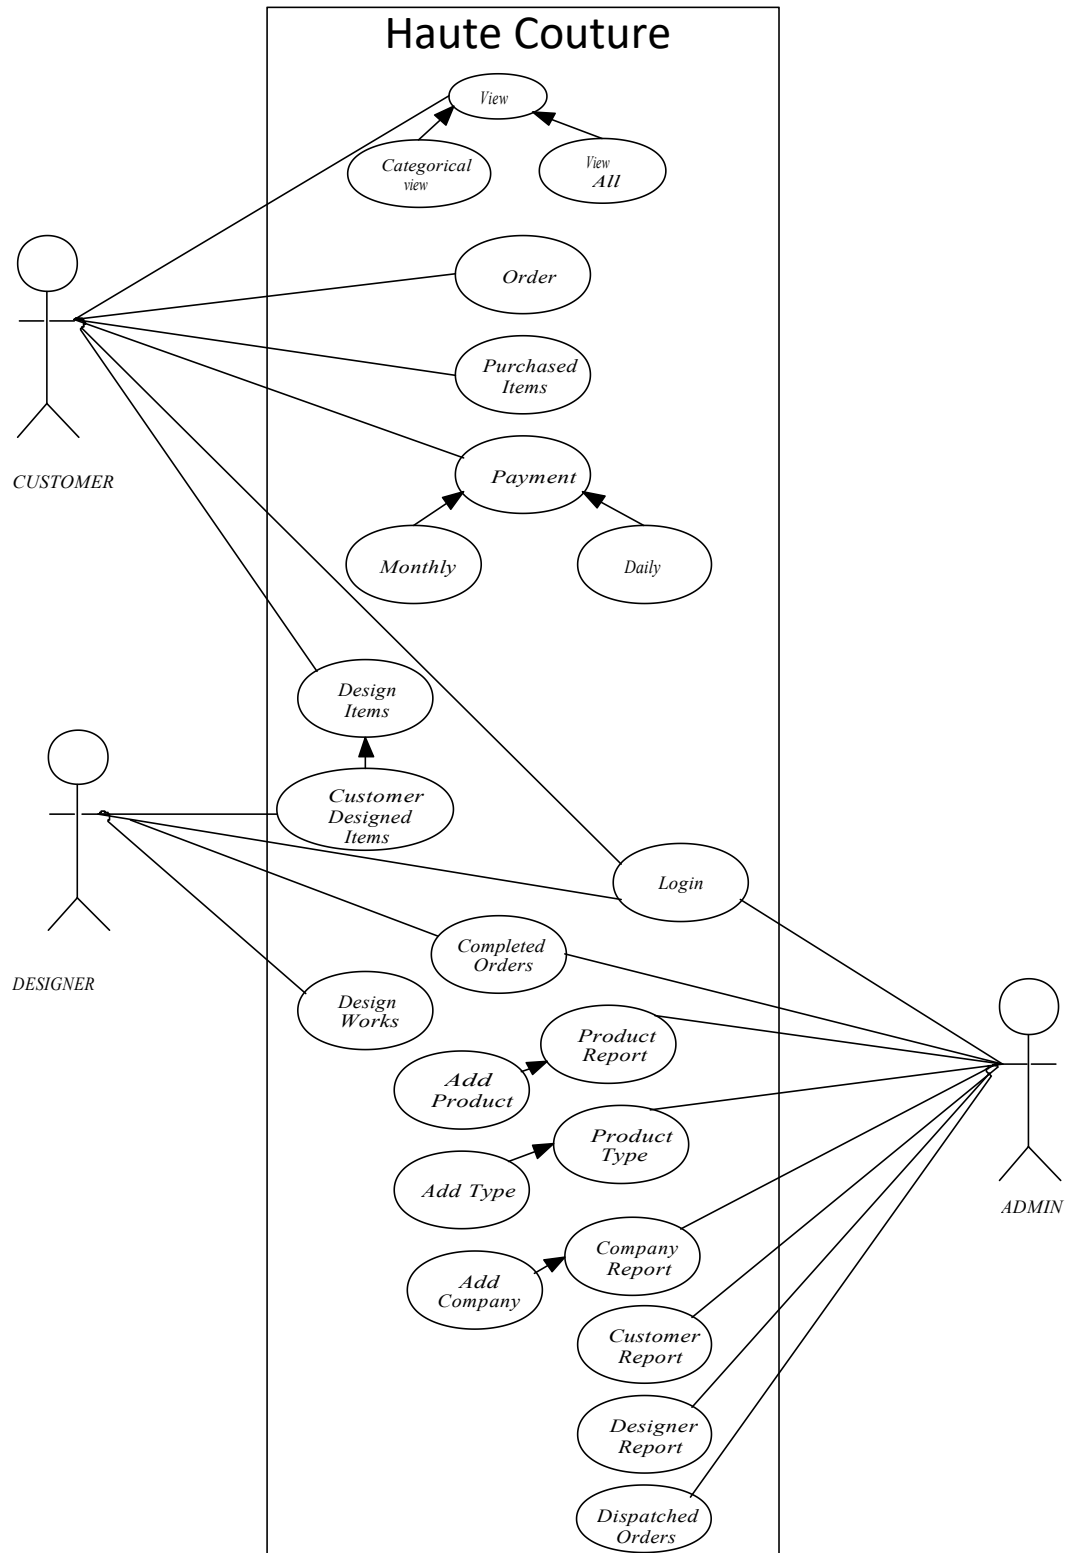 Haute Couture
View
Categorical
view
View
All
Order
Purchased
Items
CUSTOMER
Payment
Monthly
Daily
Design
Items
Customer
Designed
Items
Login
DESIGNER
Completed
Orders
Design
Works
Product
Report
Add
Product
Product
Type
Add Type
ADMIN
Company
Report
Add
Company
Customer
Report
Designer
Report
Dispatched
Orders